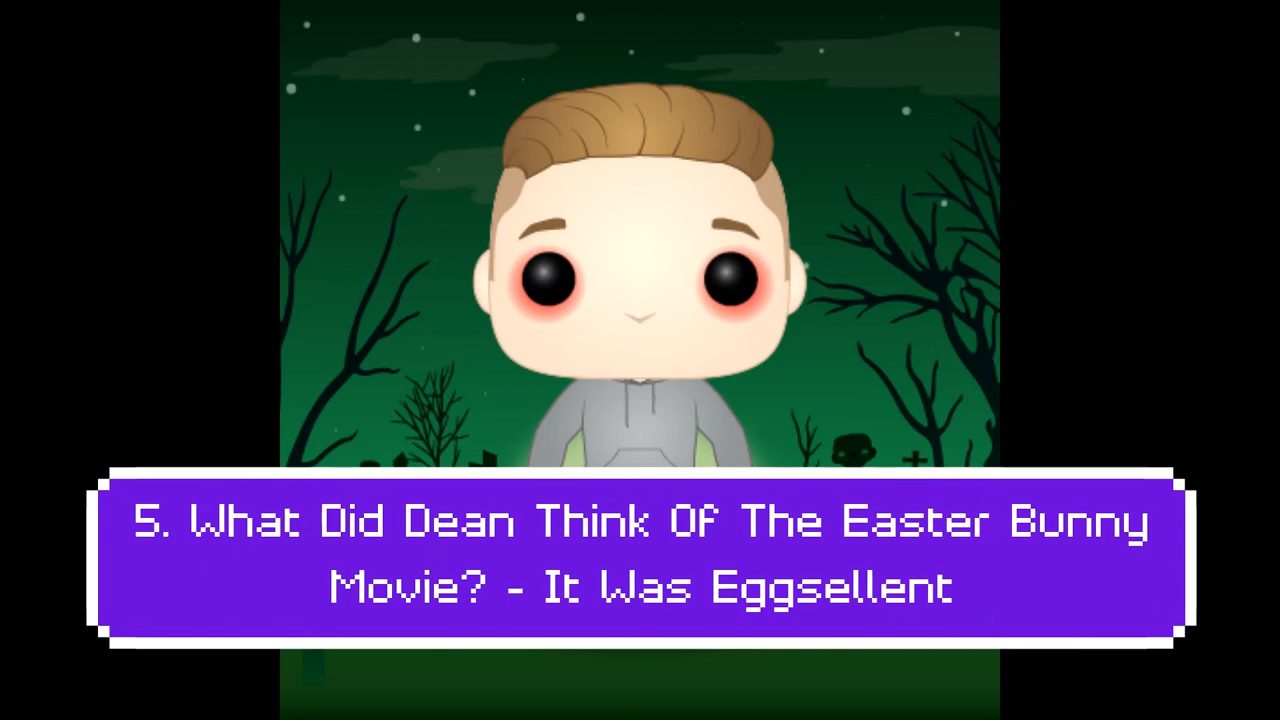 5. What Did Dean Think Of The Easter Bunny
Movie? - It Was Eggsellent